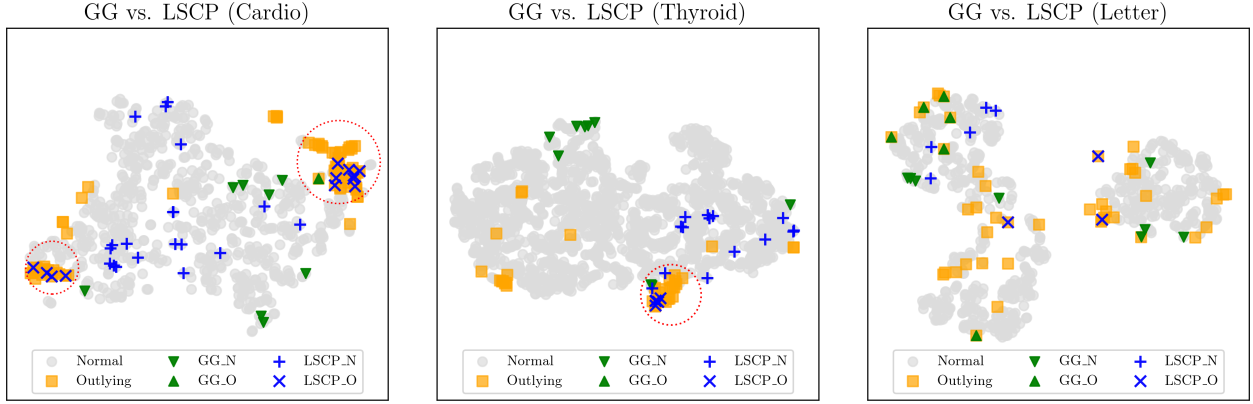 GG vs. LSCP (Cardio)
Normal GG_N LSCP_N
Outlying GG_O LSCP_O
GG vs. LSCP (Thyroid)
Normal GG_N LSCP_N
Outlying GG_O LSCP_O
GG vs. LSCP (Letter)
Normal GG_N LSCP_N
Outlying GG_O LSCP_O